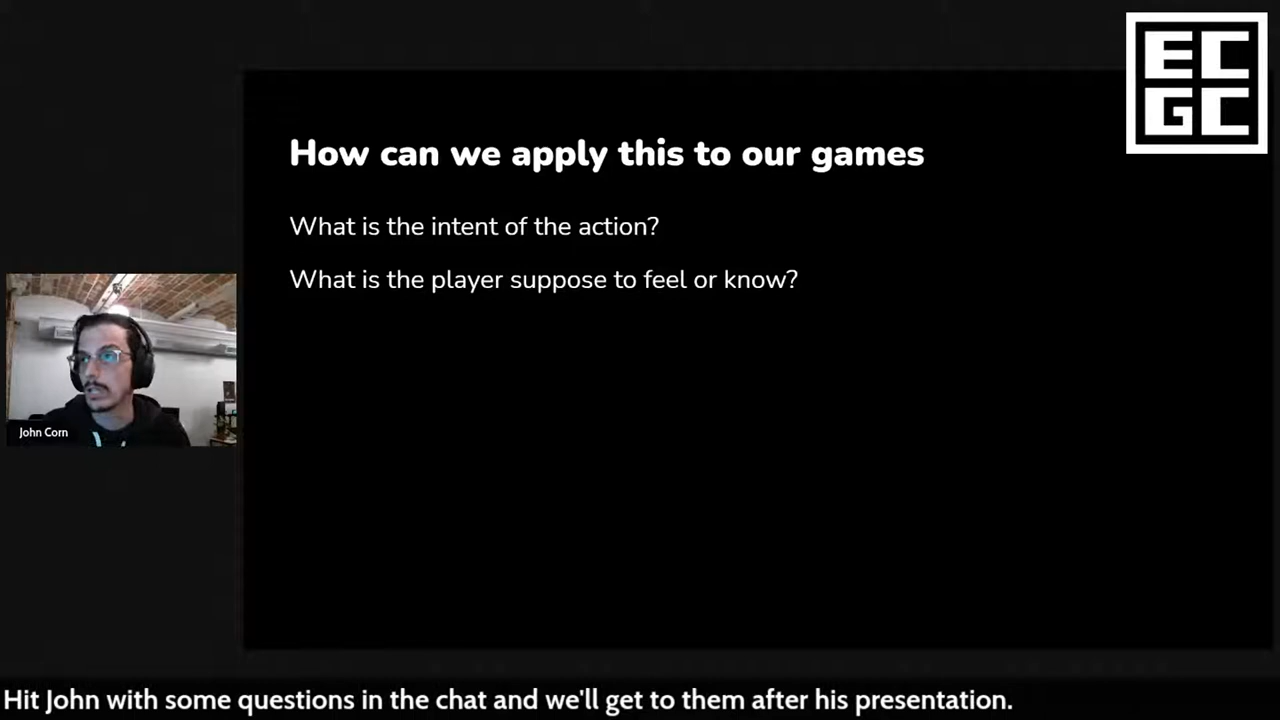 EC
GC
How can we apply this to our games
What is the intent of the action?
What is the player suppose to feel or know?
John Corn
Hit John with some questions in the chat and we'll get to them after his presentation.